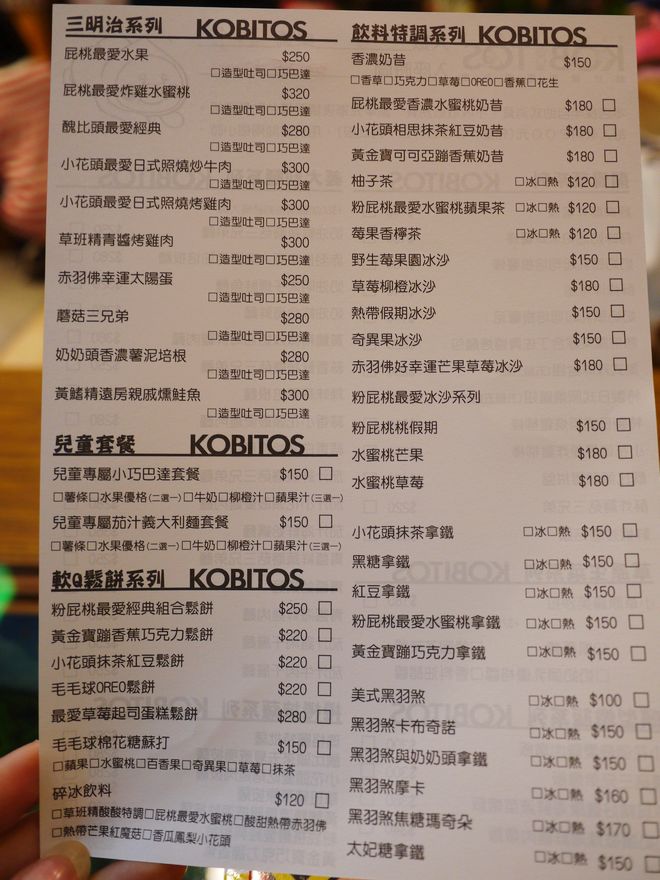 三明治系列 KOBITOS
屁桃最愛水果 $250
□造型吐司□巧巴達
屁桃最愛炸雞水蜜桃 $320
□造型吐司□巧巴達
醜比頭最愛經典 $280
□造型吐司□巧巴達
小花頭最愛日式照燒炒牛肉 $300
□造型吐司□巧巴達
小花頭最愛日式照燒烤雞肉 $300
□造型吐司□巧巴達
草班精青醬烤雞肉 $300
□造型吐司□巧巴達
赤羽佛幸運太陽蛋 $250
□造型吐司□巧巴達
蘑菇三兄弟 $280
□造型吐司□巧巴達
奶奶頭香濃薯泥培根 $280
□造型吐司□巧巴達
黃鰭精遠房親戚燻鮭魚 $300
□造型吐司□巧巴達
兒童套餐 KOBITOS
兒童專屬小巧巴達套餐 $150 □
□薯條□水果優格(二選一)□牛奶□柳橙汁□蘋果汁(三選一)
兒童專屬茄汁義大利麵套餐 $150 □
□薯條□水果優格(二選一)□牛奶□柳橙汁□蘋果汁(三選一)
軟Q鬆餅系列 KOBITOS
粉屁桃最愛經典組合鬆餅 $250 □
黃金寶蹦香蕉巧克力鬆餅 $220 □
小花頭抹茶紅豆鬆餅 $220 □
毛毛球OREO鬆餅 $220 □
最愛草莓起司蛋糕鬆餅 $280 □
毛毛球棉花糖蘇打 $150 □
□蘋果□水蜜桃□百香果□奇異果□草莓□抹茶
碎冰飲料 $120 □
□草班精酸酸特調□屁桃最愛水蜜桃□酸甜熱帶赤羽佛
□熱帶芒果紅魔菇□香瓜鳳梨小花頭
飲料特調系列 KOBITOS
香濃奶昔 $150
□香草□巧克力□草莓□OREO□香蕉□花生
屁桃最愛香濃水蜜桃奶昔 $180 □
小花頭相思抹茶紅豆奶昔 $180 □
黃金寶可可亞蹦香蕉奶昔 $180 □
柚子茶 □冰□熱 $120 □
粉屁桃最愛水蜜桃蘋果茶 □冰□熱 $120 □
莓果香檸茶 □冰□熱 $120 □
野生莓果園冰沙 $150 □
草莓柳橙冰沙 $180 □
熱帶假期冰沙 $150 □
奇異果冰沙 $150 □
赤羽佛好幸運芒果草莓冰沙 $180 □
粉屁桃最愛冰沙系列
粉屁桃桃假期 $150 □
水蜜桃芒果 $180 □
水蜜桃草莓 $180 □
小花頭抹茶拿鐵 □冰□熱 $150 □
黑糖拿鐵 □冰□熱 $150 □
紅豆拿鐵 □冰□熱 $150 □
粉屁桃最愛水蜜桃拿鐵 □冰□熱 $150 □
黃金寶蹦巧克力拿鐵 □冰□熱 $150 □
美式黑羽煞 □冰□熱 $100 □
黑羽煞卡布奇諾 □冰□熱 $150 □
黑羽煞與奶奶頭拿鐵 □冰□熱 $150 □
黑羽煞摩卡 □冰□熱 $160 □
黑羽煞焦糖瑪奇朵 □冰□熱 $170 □
太妃糖拿鐵 □冰□熱 $150 □